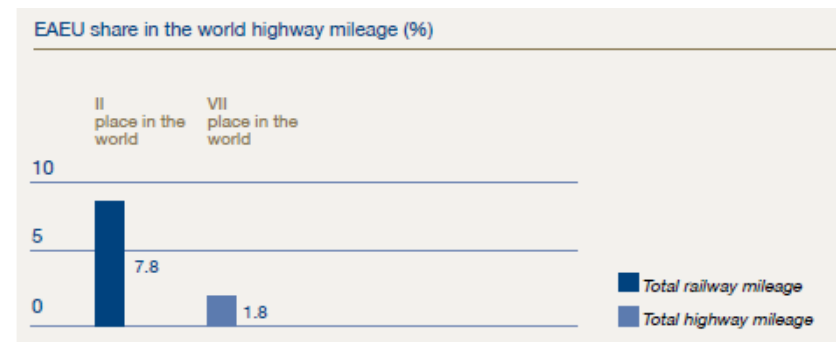 EAEU share in the world highway mileage (%)
II
place in the
world
VII
place in the
world
10
5
7.8
0
1.8
Total railway mileage
Total highway mileage